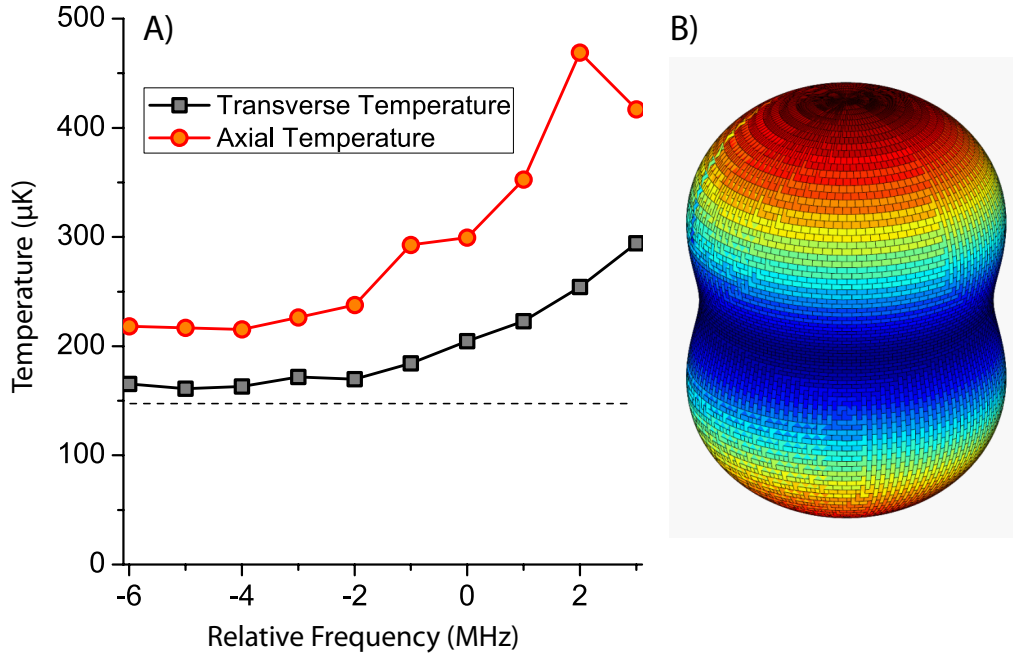 A)
B)
500
400
300
200
100
0
Temperature (µK)
Transverse Temperature
Axial Temperature
-6
-4
-2
0
2
Relative Frequency (MHz)